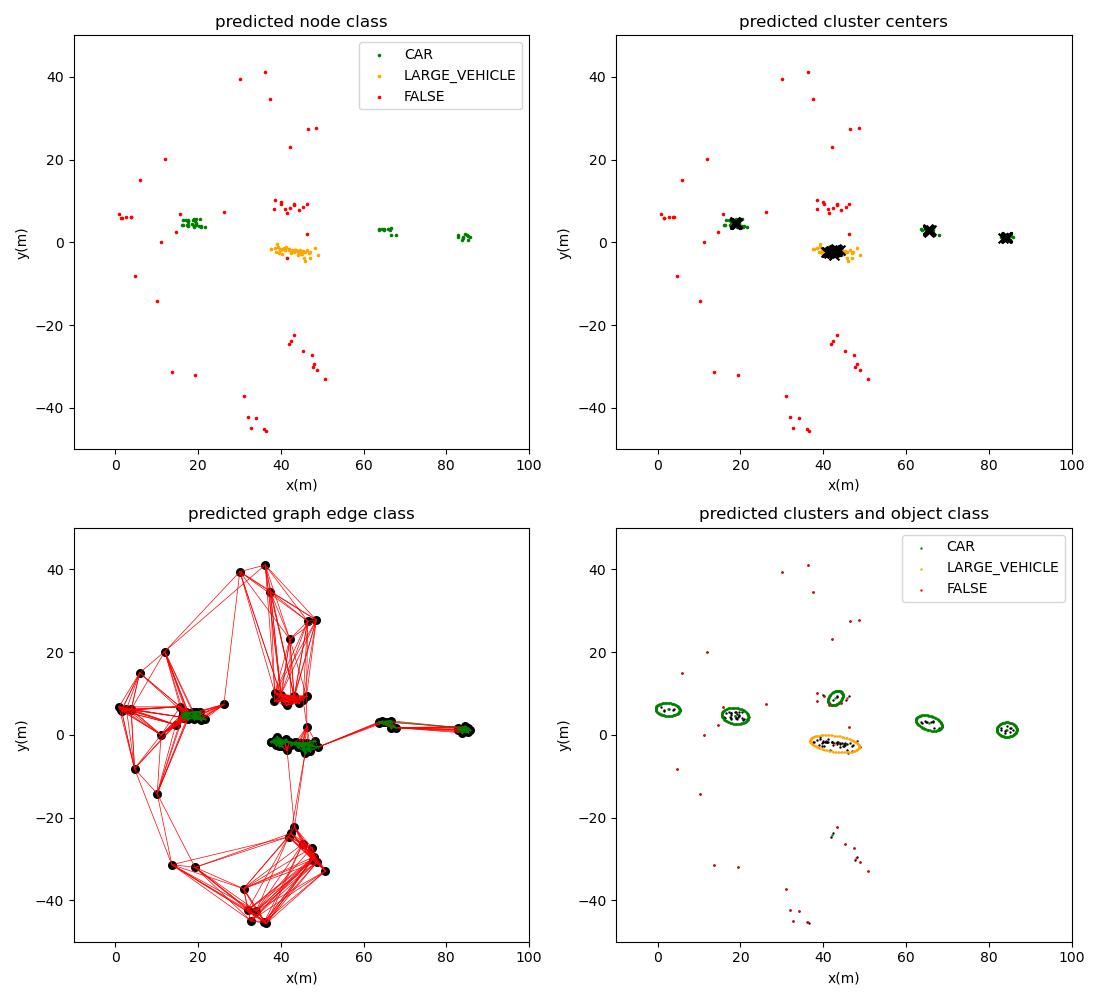 predicted node class
CAR
LARGE_VEHICLE
FALSE
40
20
0
−20
−40
y(m)
0 20 40 60 80 100
x(m)
predicted cluster centers
40
20
0
−20
−40
y(m)
0 20 40 60 80 100
x(m)
predicted graph edge class
40
20
0
−20
−40
y(m)
0 20 40 60 80 100
x(m)
predicted clusters and object class
CAR
LARGE_VEHICLE
FALSE
40
20
0
−20
−40
y(m)
0 20 40 60 80 100
x(m)